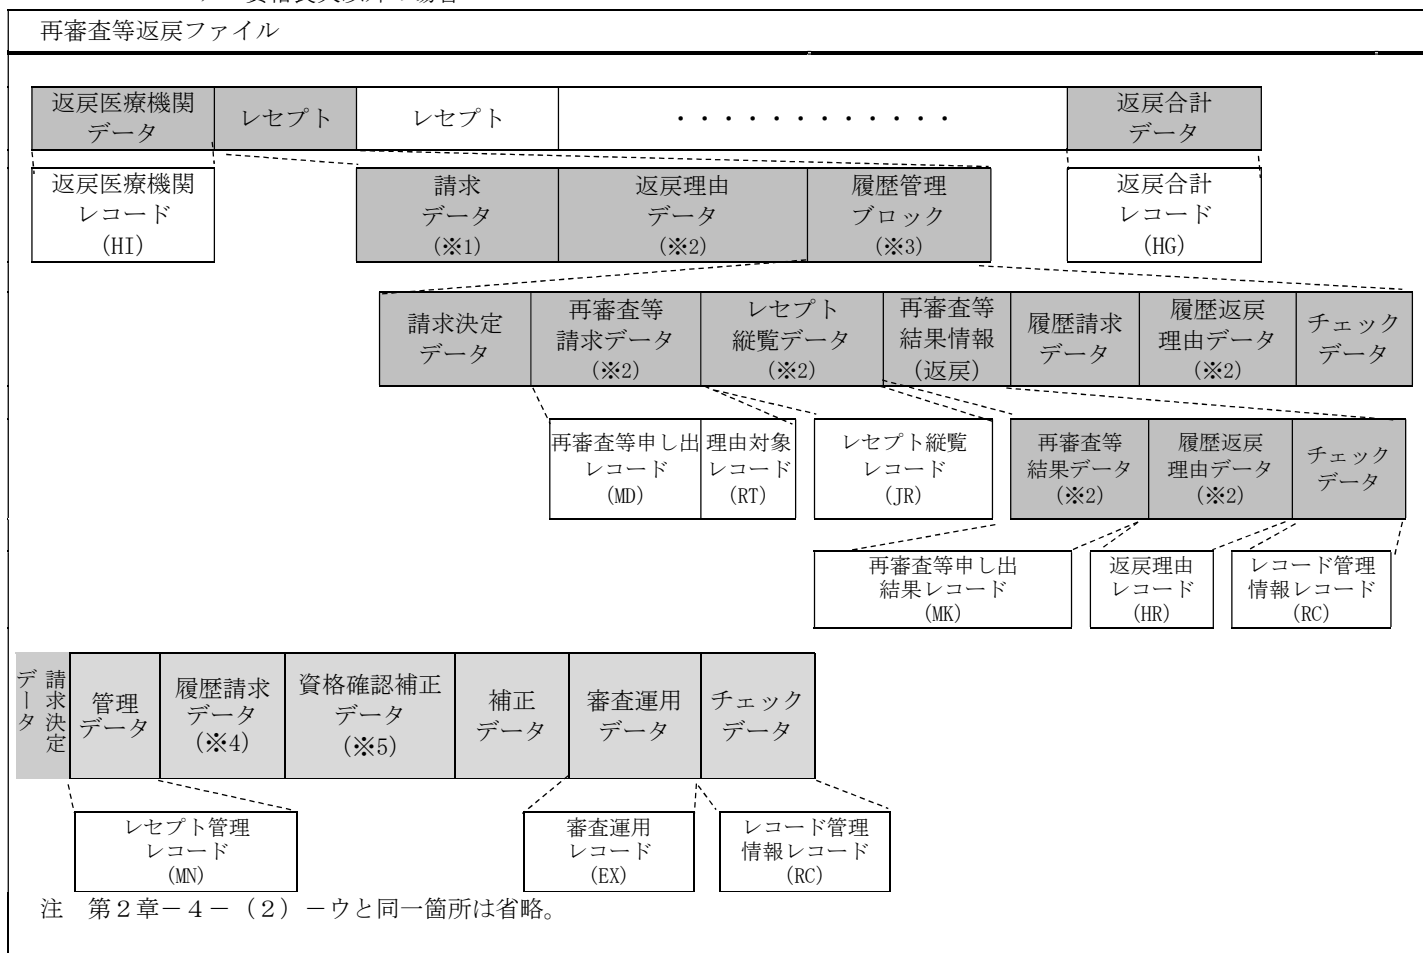 再審査等返戻ファイル
返戻医療機関
データ
レセプト
レセプト
・・・・・・・・・・・・
返戻合計
データ
返戻医療機関
レコード
(HI)
請求
データ
(※1)
返戻理由
データ
(※2)
履歴管理
ブロック
(※3)
返戻合計
レコード
(HG)
請求決定
データ
再審査等
請求データ
(※2)
レセプト
縦覧データ
(※2)
再審査等
結果情報
(返戻)
履歴請求
データ
履歴返戻
理由データ
(※2)
チェック
データ
再審査等申し出
レコード
(MD)
理由対象
レコード
(RT)
レセプト縦覧
レコード
(JR)
再審査等
結果データ
(※2)
履歴返戻
理由データ
(※2)
チェック
データ
再審査等申し出
結果レコード
(MK)
返戻理由
レコード
(HR)
レコード管理
情報レコード
(RC)
請求決定
データ
管理
データ
履歴請求
データ
(※4)
資格確認補正
データ
(※5)
補正
データ
審査運用
データ
チェック
データ
レセプト管理
レコード
(MN)
審査運用
レコード
(EX)
レコード管理
情報レコード
(RC)
注　第２章－４－（２）－ウと同一箇所は省略。